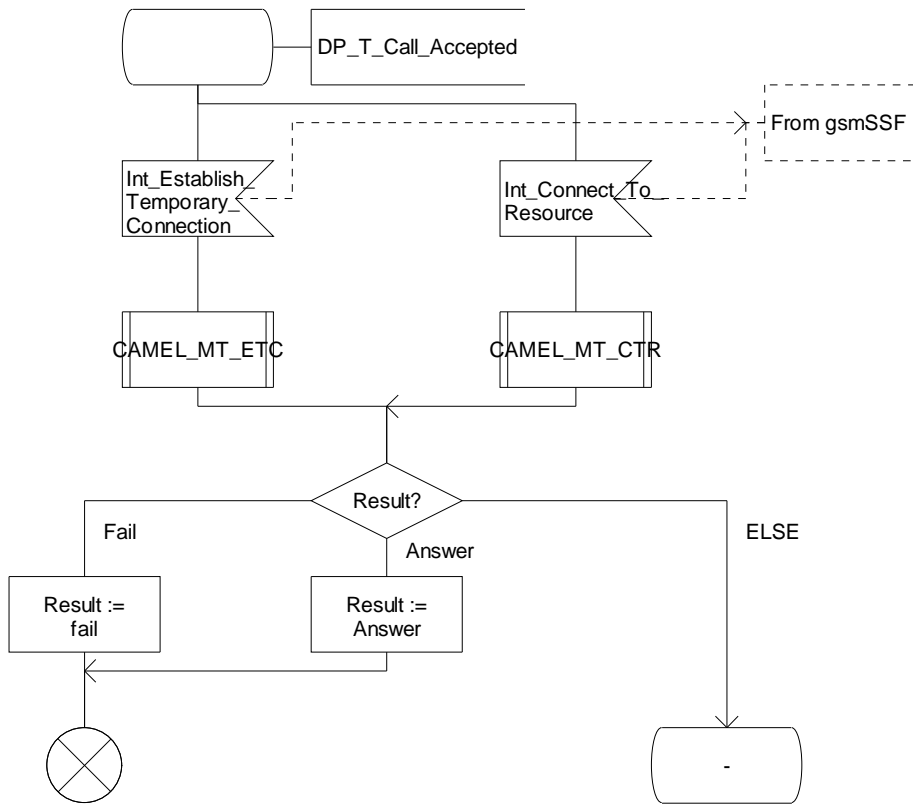 DP_T_Call_Accepted
From gsmSSF
Int_Establish_
Temporary_
Connection
Int_Connect_To_
Resource
CAMEL_MT_ETC
CAMEL_MT_CTR
Result?
Fail
Answer
ELSE
Result :=
fail
Result :=
Answer
-